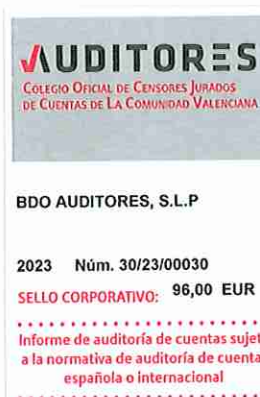 AUDITORES
COLEGIO OFICIAL DE CENSORES JURADOS
DE CUENTAS DE LA COMUNIDAD VALENCIANA
BDO AUDITORES, S.L.P
2023 Núm. 30/23/00030
SELLO CORPORATIVO: 96,00 EUR
Informe de auditoría de cuentas sujet
a la normativa de auditoría de cuenta
española o internacional